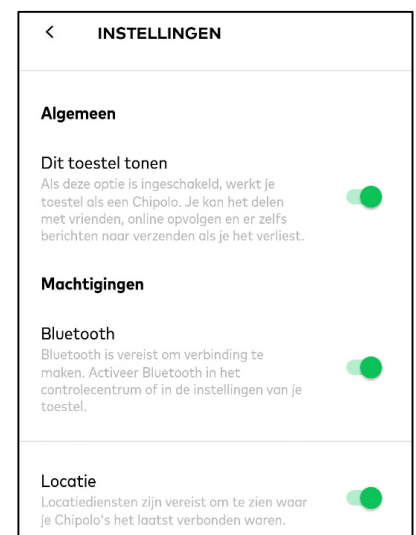 INSTELLINGEN
Algemeen
Dit toestel tonen
Als deze optie is ingeschakeld, werkt je
toestel als een Chipolo. Je kan het delen
met vrienden, online opvolgen en er zelfs
berichten naar verzenden als je het verliest.
Machtigingen
Bluetooth
Bluetooth is vereist om verbinding te
maken. Activeer Bluetooth in het
controlecentrum of in de instellingen van je
toestel.
Locatie
Locatiediensten zijn vereist om te zien waar
je Chipolo's het laatst verbonden waren.